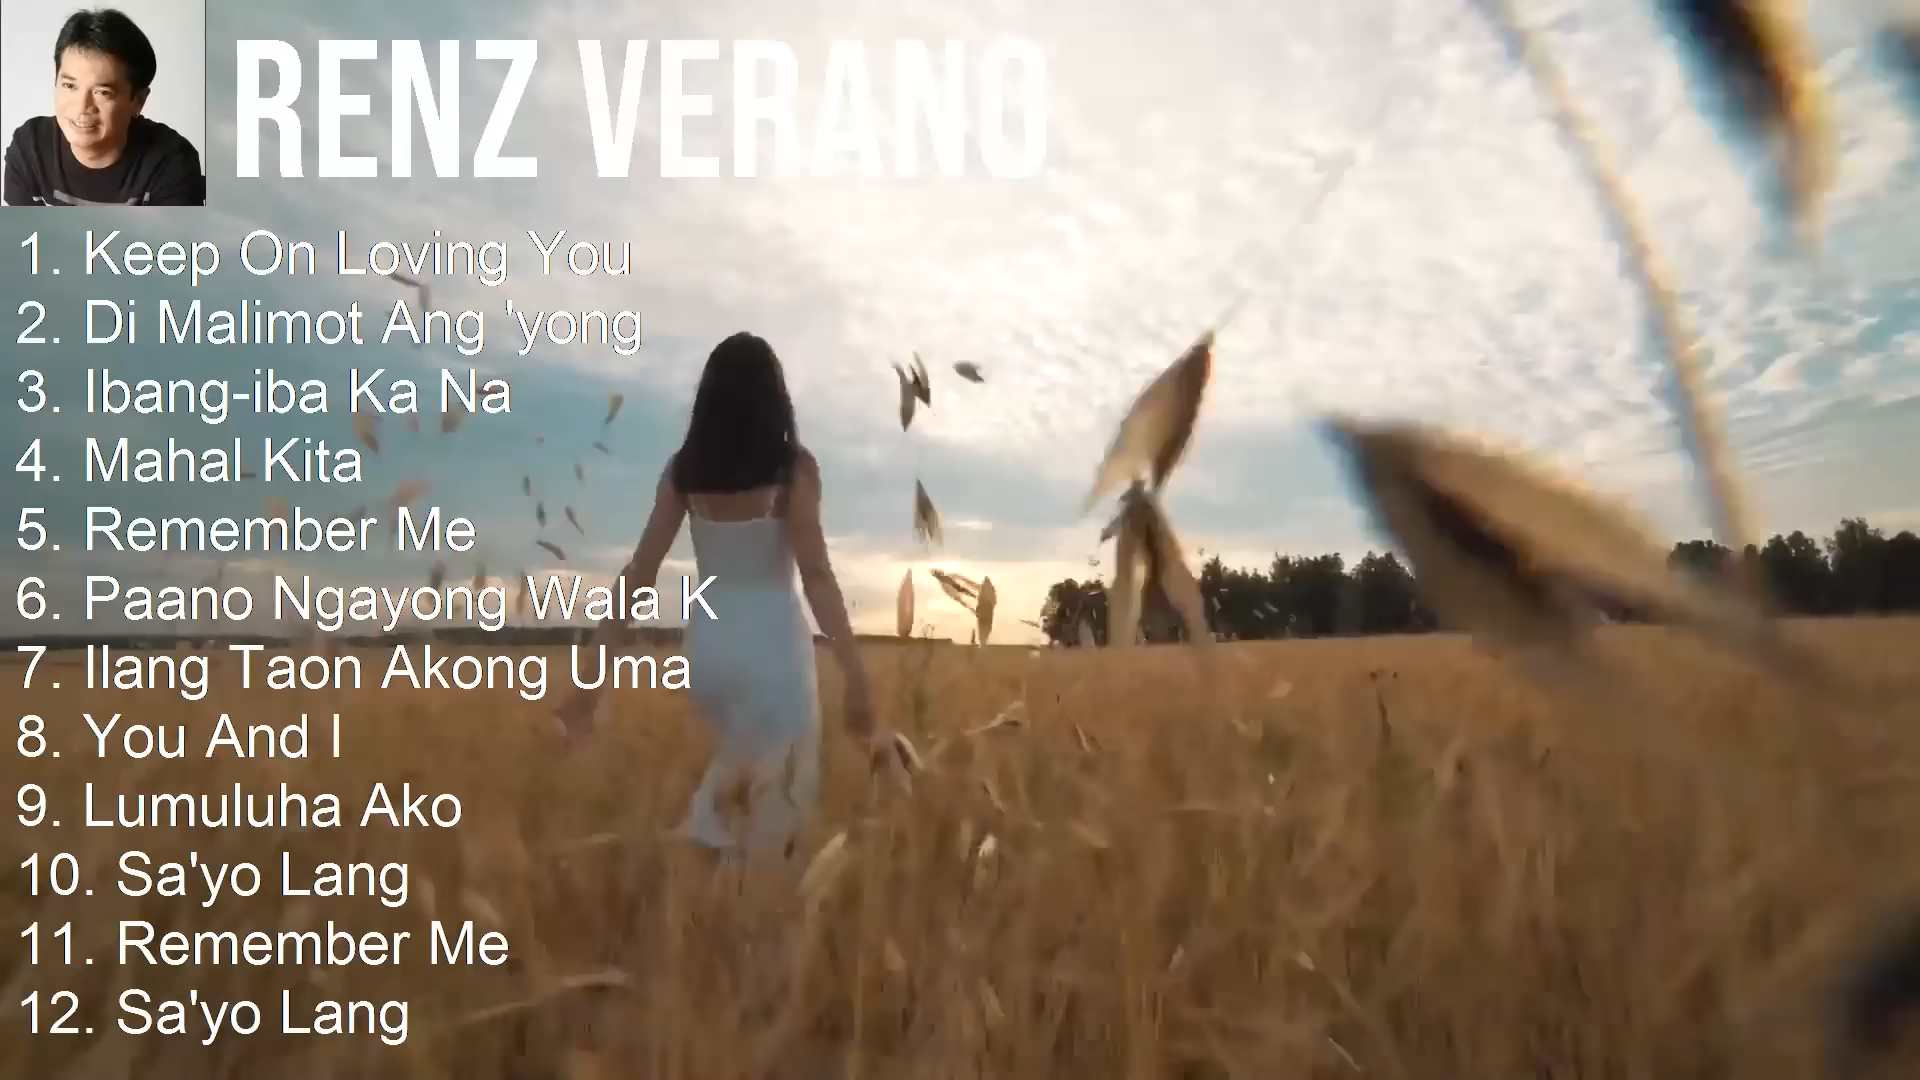 RENZ VERANO
1. Keep On Loving You
2. Di Malimot Ang 'yong
3. Ibang-iba Ka Na
4. Mahal Kita
5. Remember Me
6. Paano Ngayong Wala K
7. Ilang Taon Akong Uma
8. You And I
9. Lumuluha Ako
10. Sa'yo Lang
11. Remember Me
12. Sa'yo Lang